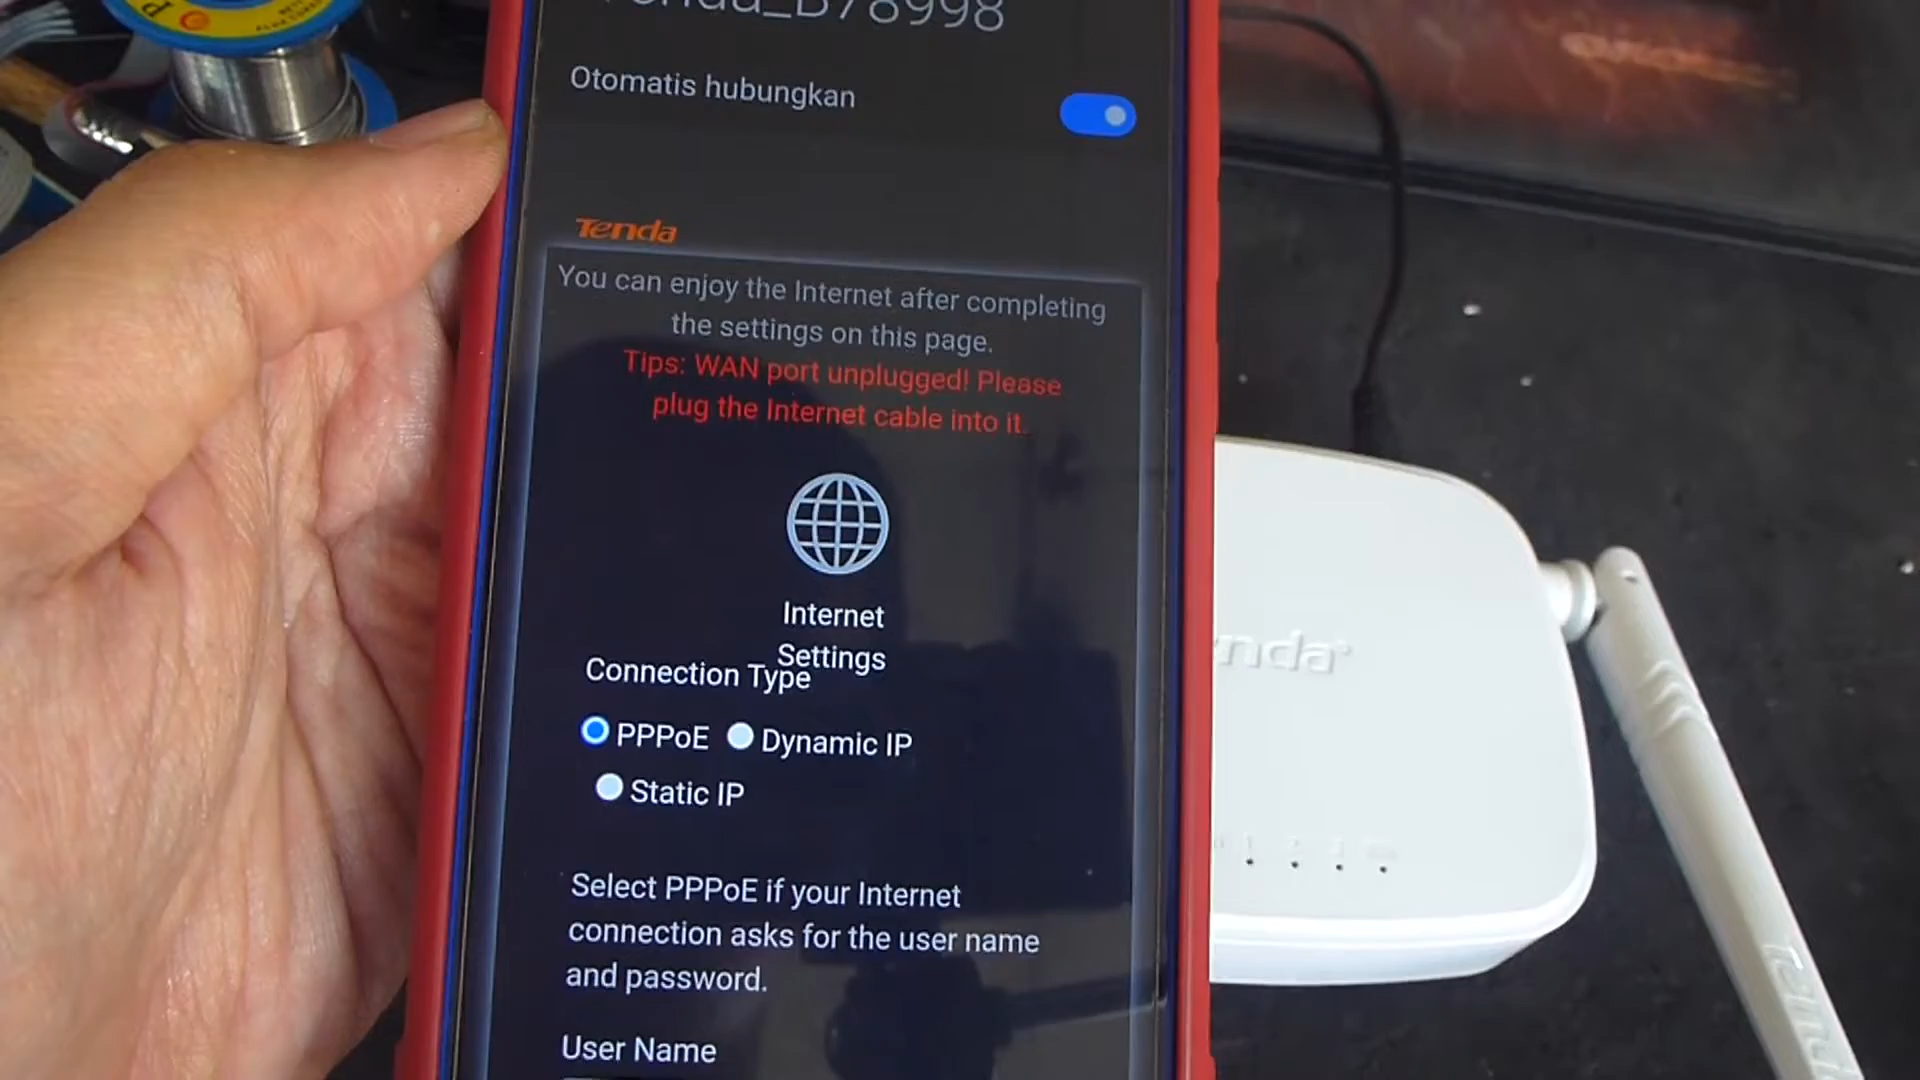 Tenda_B78998
Otomatis hubungkan
Tenda
You can enjoy the Internet after completing
the settings on this page.
Tips: WAN port unplugged! Please
plug the Internet cable into it.
Internet
Settings
Connection Type
PPPoE Dynamic IP
Static IP
Select PPPoE if your Internet
connection asks for the user name
and password.
User Name